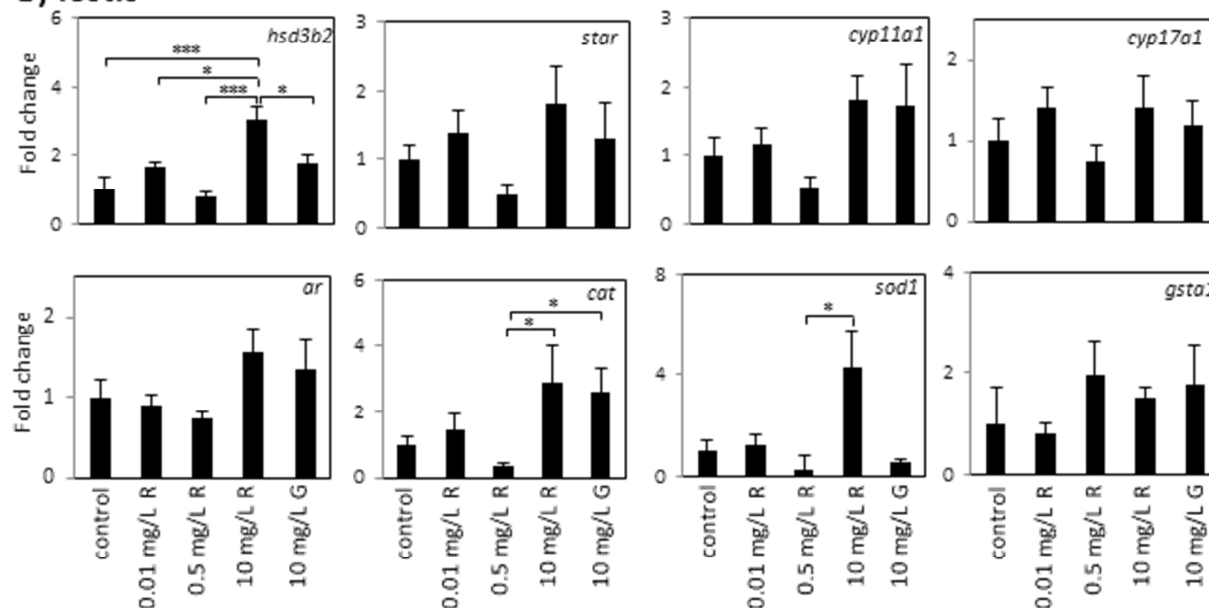 6
hsd3b2
***
*
*** *
4
2
0
Fold change
3
star
2
1
0
3
cyp11a1
2
1
0
cyp17a1
2
1
0
ar
2
1
0
Fold change
6
cat
*
*
4
2
0
8
sod1
*
4
0
4
gsta1
2
0
control
0.01 mg/L R
0.5 mg/L R
10 mg/L R
10 mg/L G
control
0.01 mg/L R
0.5 mg/L R
10 mg/L R
10 mg/L G
control
0.01 mg/L R
0.5 mg/L R
10 mg/L R
10 mg/L G
control
0.01 mg/L R
0.5 mg/L R
10 mg/L R
10 mg/L G